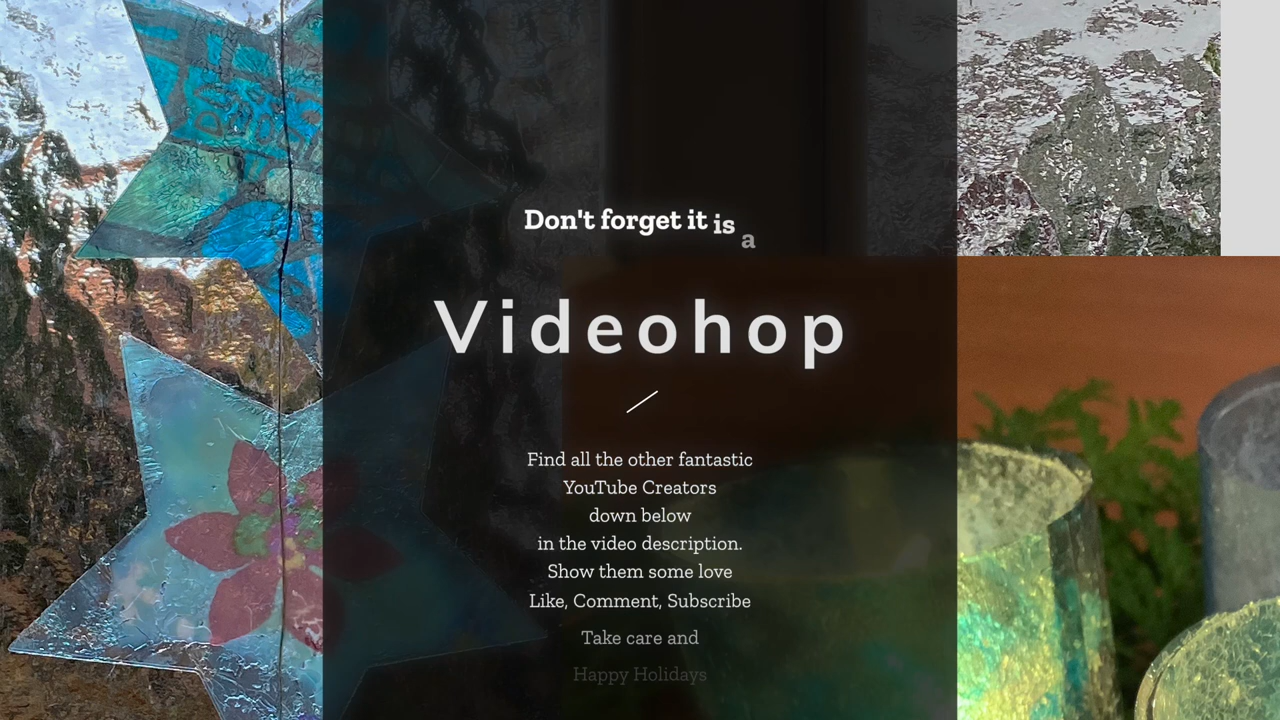 Don't forget it is a
Videohop
Find all the other fantastic
YouTube Creators
down below
in the video description.
Show them some love
Like, Comment, Subscribe
Take care and
Happy Holidays